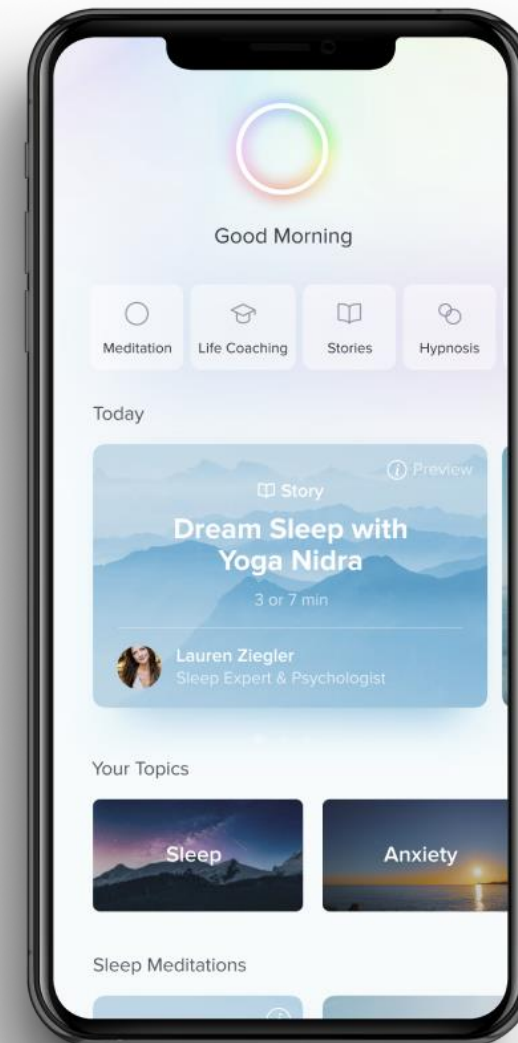 Good Morning
Meditation
Life Coaching
Stories
Hypnosis
Today
Preview
Story
Dream Sleep with
Yoga Nidra
3 or 7 min
Lauren Ziegler
Sleep Expert & Psychologist
Your Topics
Sleep
Anxiety
Sleep Meditations